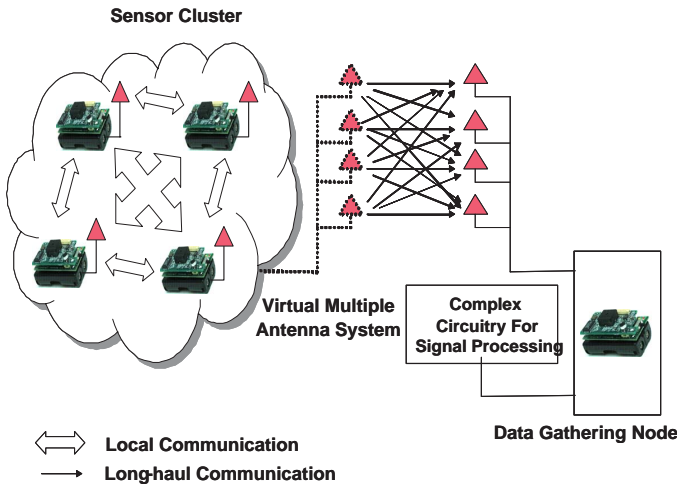 Sensor Cluster
Virtual Multiple
Antenna System
Complex
Circuitry For
Signal Processing
Data Gathering Node
Local Communication
Long-haul Communication